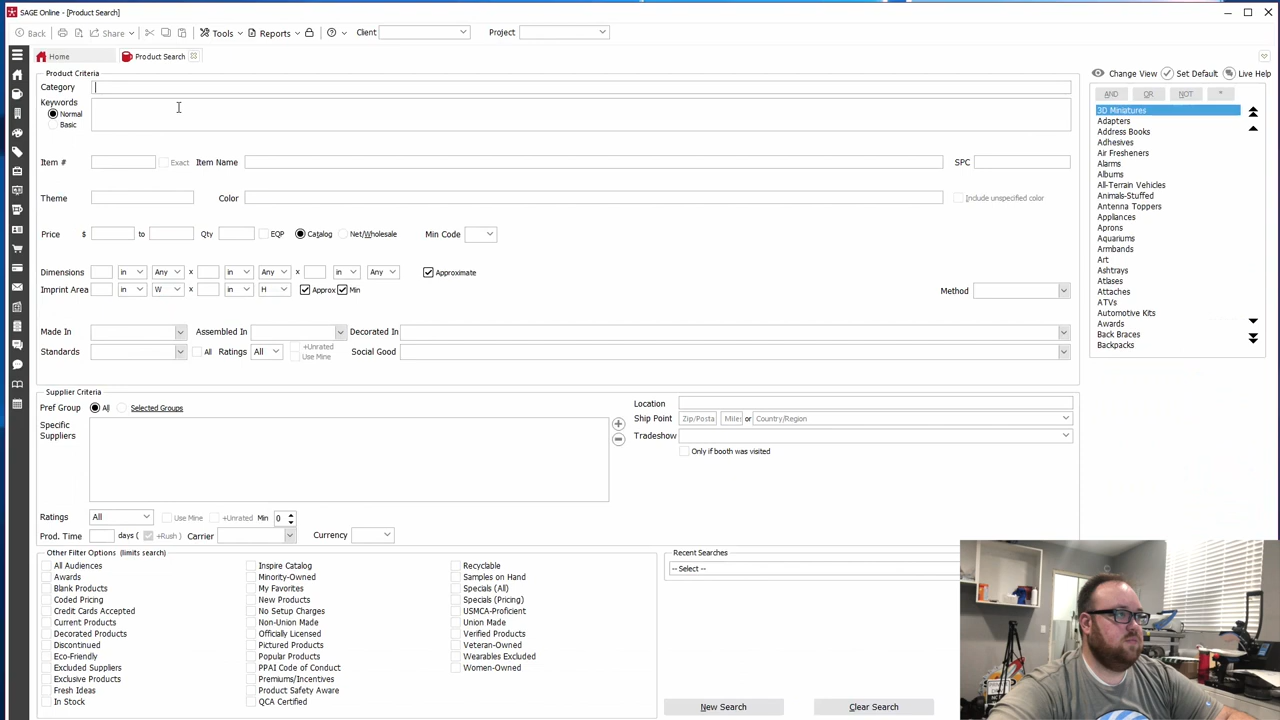 SAGE Online - [Product Search]
Back Share Tools Reports Client Project
Home Product Search
Change View Set Default Live Help
Product Criteria
Category
Keywords
Normal
Basic
AND OR NOT *
3D Miniatures
Adapters
Address Books
Adhesives
Air Fresheners
Alarms
Albums
All-Terrain Vehicles
Animals-Stuffed
Antenna Toppers
Appliances
Aprons
Aquariums
Armbands
Art
Ashtrays
Atlases
Attaches
ATVs
Automotive Kits
Awards
Back Braces
Backpacks
Item # Exact Item Name SPC
Theme Color Include unspecified color
Price $ to Qty EQP Catalog Net/Wholesale Min Code
Dimensions in Any x in Any x in Any Approximate
Imprint Area in W x in H Approx Min Method
Made In Assembled In Decorated In
Standards All Ratings All +Unrated Use Mine Social Good
Supplier Criteria
Pref Group All Selected Groups
Specific
Suppliers
Location
Ship Point Zip/Posta Miles or Country/Region
Tradeshow
Only if booth was visited
Ratings All Use Mine +Unrated Min 0
Prod. Time days ( +Rush ) Carrier Currency
Other Filter Options (limits search)
All Audiences
Awards
Blank Products
Coded Pricing
Credit Cards Accepted
Current Products
Decorated Products
Discontinued
Eco-Friendly
Excluded Suppliers
Exclusive Products
Fresh Ideas
In Stock
Inspire Catalog
Minority-Owned
My Favorites
New Products
No Setup Charges
Non-Union Made
Officially Licensed
Pictured Products
Popular Products
PPAI Code of Conduct
Premiums/Incentives
Product Safety Aware
QCA Certified
Recyclable
Samples on Hand
Specials (All)
Specials (Pricing)
USMCA-Proficient
Union Made
Verified Products
Veteran-Owned
Wearables Excluded
Women-Owned
Recent Searches
-- Select --
New Search Clear Search